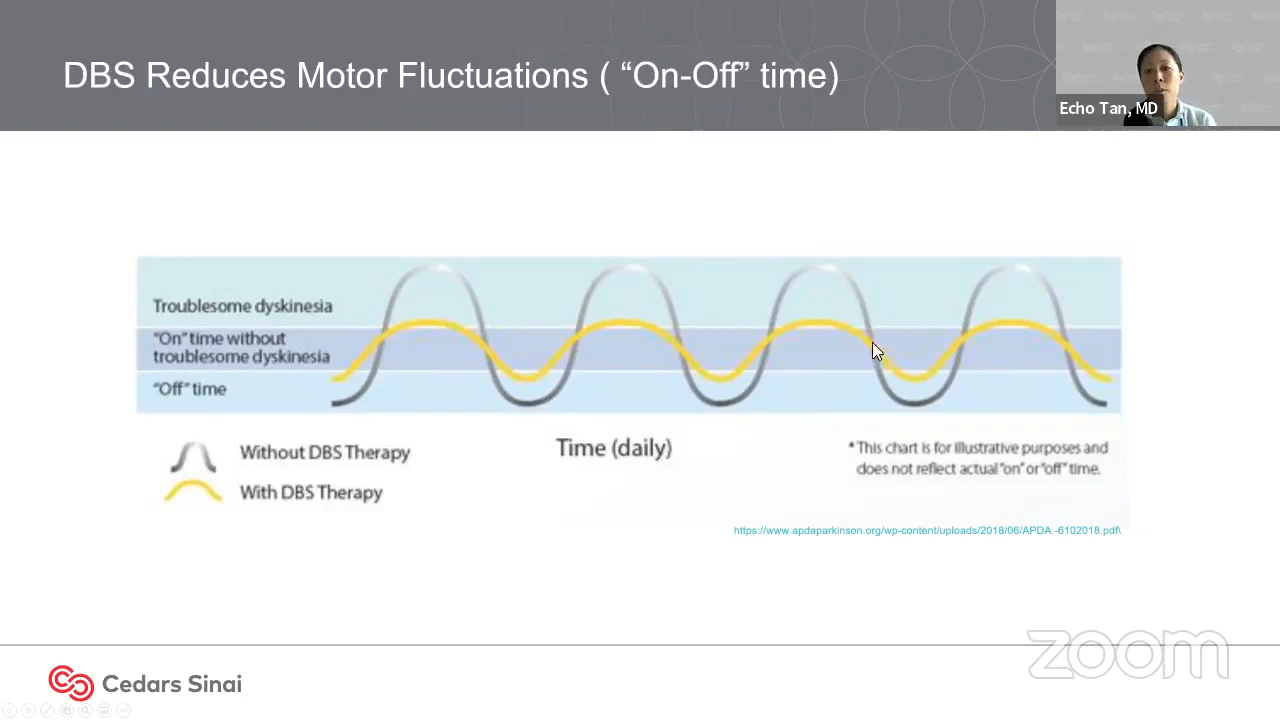 DBS Reduces Motor Fluctuations ( “On-Off” time)
Echo Tan, MD
Troublesome dyskinesia
“On” time without
troublesome dyskinesia
“Off” time
Without DBS Therapy
With DBS Therapy
Time (daily)
* This chart is for illustrative purposes and
does not reflect actual “on” or “off” time.
https://www.apdaparkinson.org/wp-content/uploads/2018/06/APDA.-6102018.pdf\
zoom
Cedars Sinai